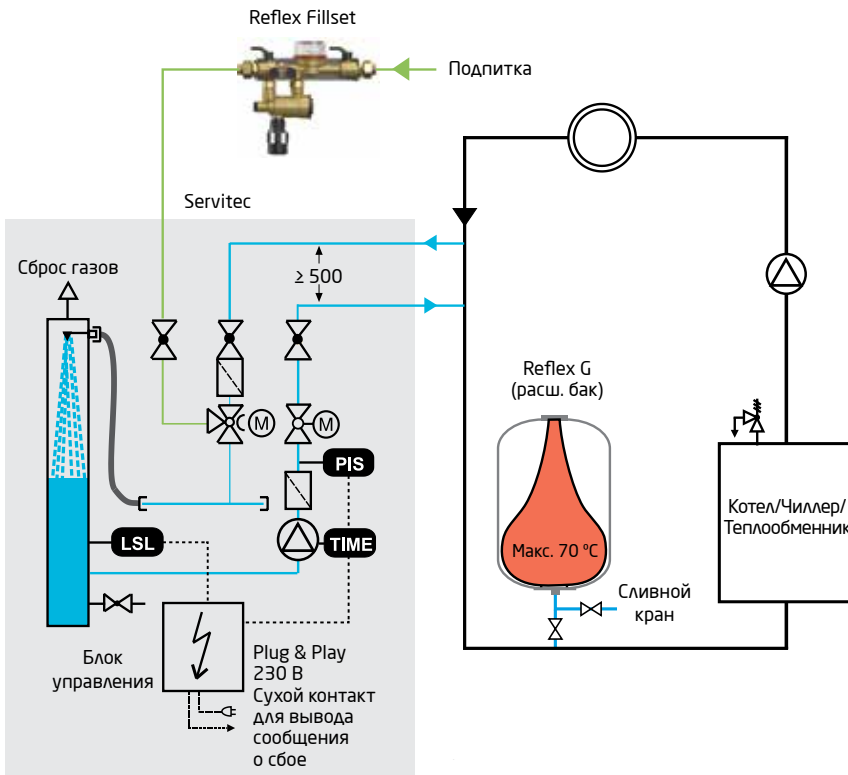 Reflex Fillset
Подпитка
Servitec
Сброс газов
≥ 500
M
M
PIS
LSL
TIME
Reflex G
(расш. бак)
Макс. 70 °C
Котел/Чиллер/
Теплообменник
Сливной
кран
Блок
управления
Plug & Play
230 В
Сухой контакт
для вывода
сообщения
о сбое